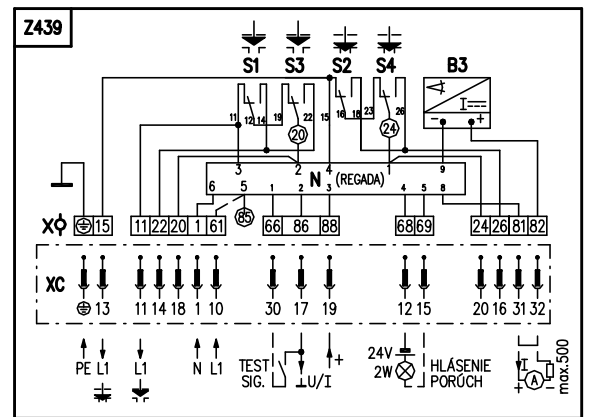 Z439
S1 S3 S2 S4 B3
I
- +
11 12 14 19 22 15 16 18 23 26
20 24
3 2 4 1 9
N (REGADA)
6 5 1 2 3 4 5 8 7
85
X 15 11 22 20 1 61 66 86 88 68 69 24 26 81 82
XC
13 11 14 18 1 10 30 17 19 12 15 20 16 31 32
PE L1 L1 N L1
TEST SIG.
U/I +
24V
2W
HLÁSENIE PORÚCH
I
+ A -
max.500